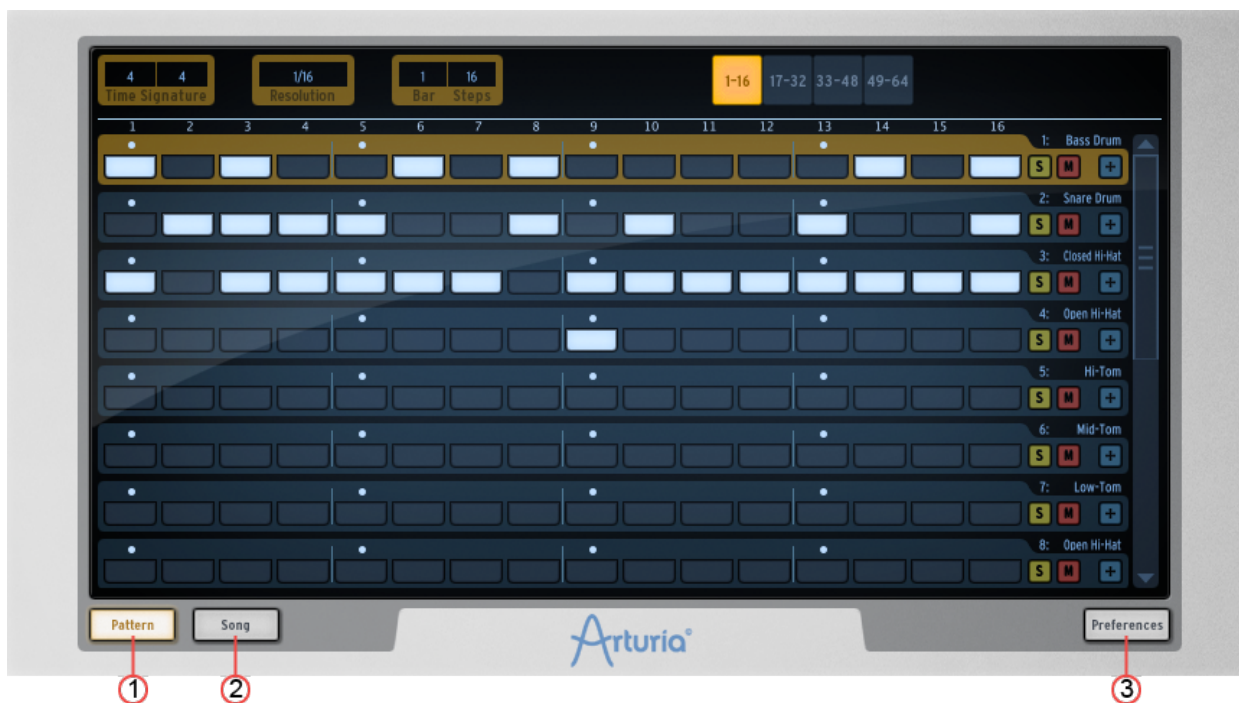 4 4 1/16 1 16 1-16 17-32 33-48 49-64
Time Signature Resolution Bar Steps
1 2 3 4 5 6 7 8 9 10 11 12 13 14 15 16
1: Bass Drum
S M +
2: Snare Drum
S M +
3: Closed Hi-Hat
S M +
4: Open Hi-Hat
S M +
5: Hi-Tom
S M +
6: Mid-Tom
S M +
7: Low-Tom
S M +
8: Open Hi-Hat
S M +
Pattern Song Arturia® Preferences
1 2 3